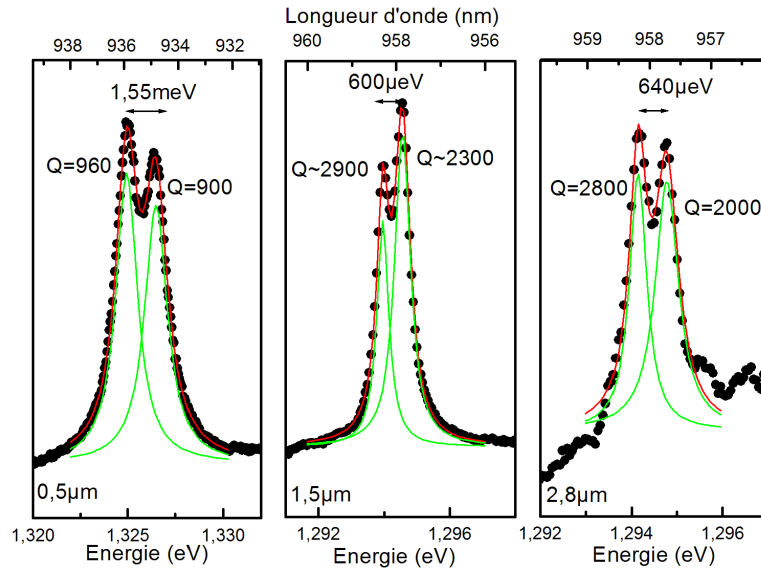 Longueur d'onde (nm)
938 936 934 932
960 958 956
959 958 957
1,55meV
600µeV
640µeV
Q=960
Q=900
Q~2900
Q~2300
Q=2800
Q=2000
0,5µm
1,5µm
2,8µm
1,320 1,325 1,330
1,292 1,296
1,292 1,294 1,296
Energie (eV)
Energie (eV)
Energie (eV)